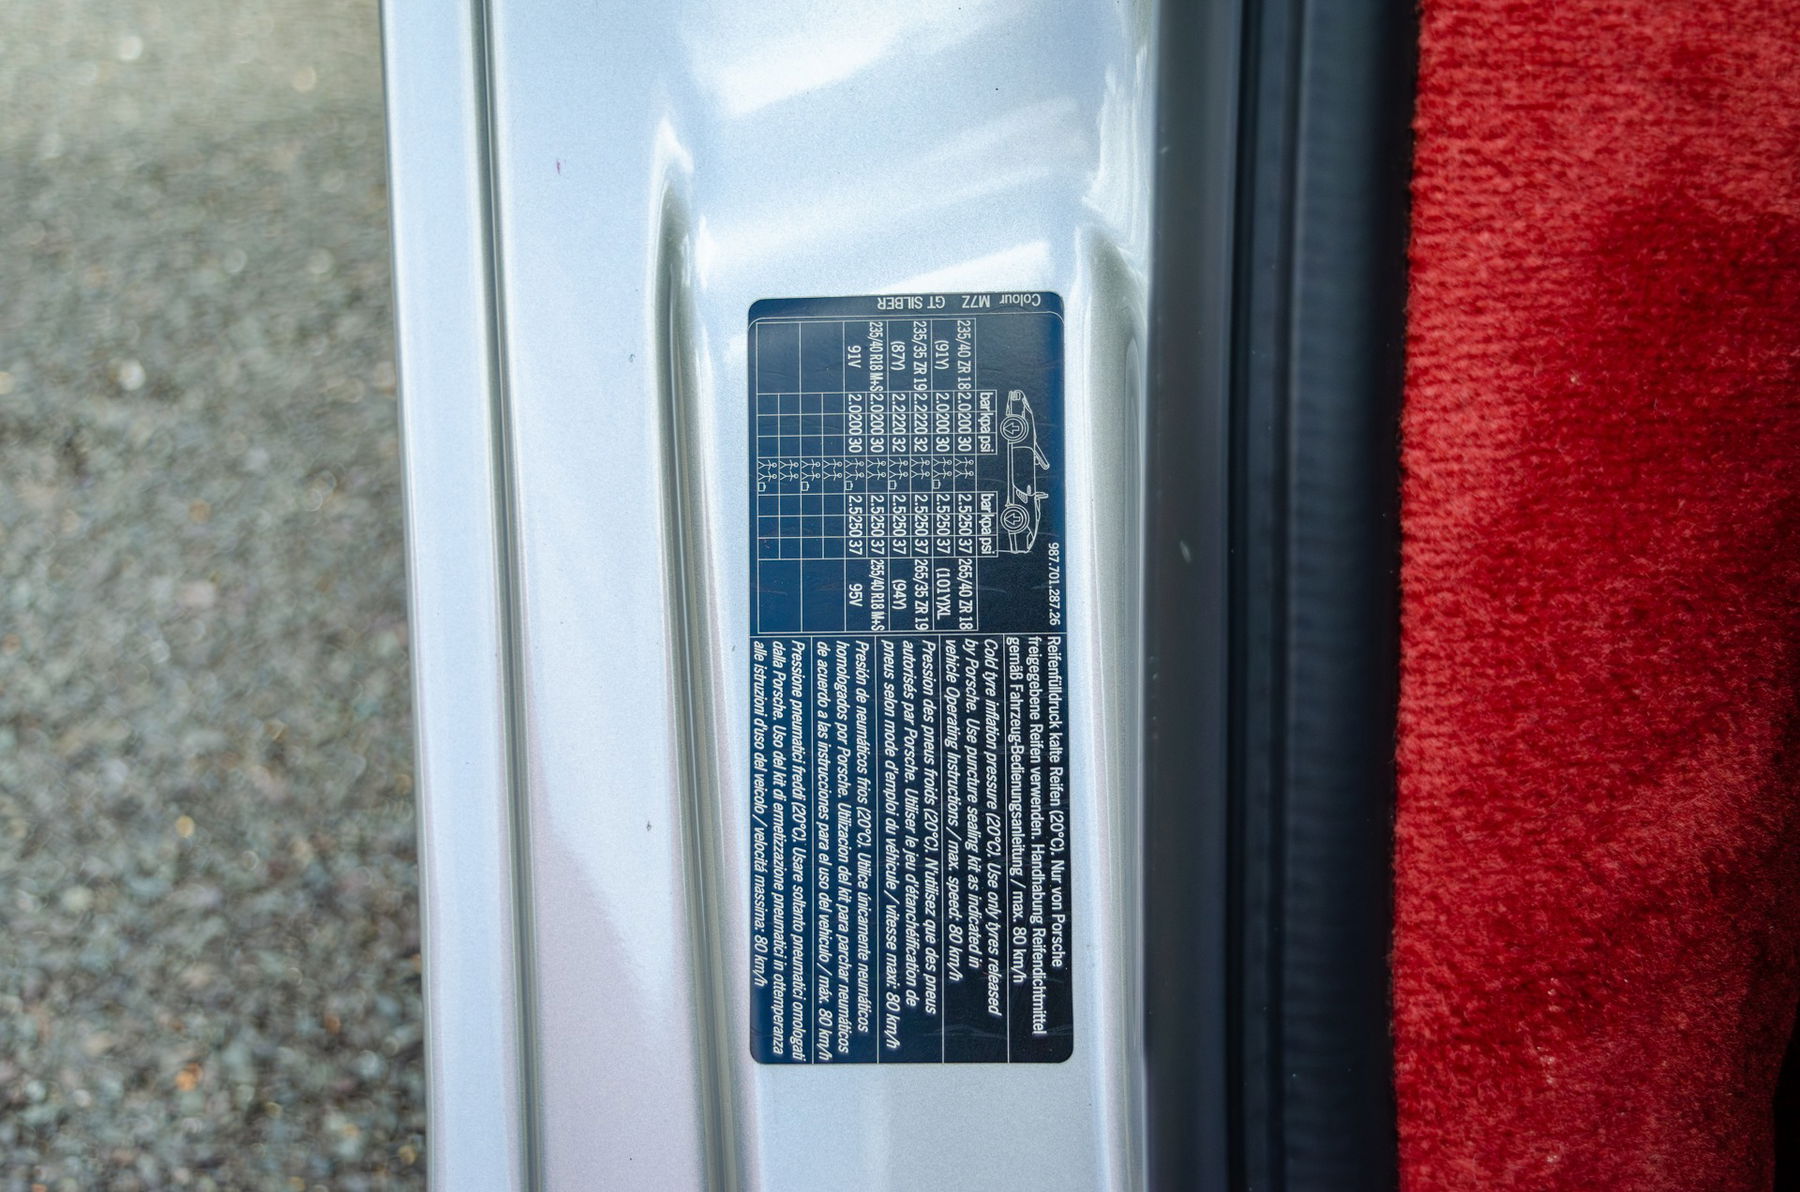 Colour M7Z GT SILBER
987.701.287.26
bar kpa psi bar kpa psi
235/40 ZR 18 2.0 200 30 2.5 250 37 265/40 ZR 18
(91Y) 2.0 200 30 2.5 250 37 (101Y)XL
235/35 ZR 19 2.2 220 32 2.5 250 37 265/35 ZR 19
(87Y) 2.2 220 32 2.5 250 37 (94Y)
235/40 R18 M+S 2.0 200 30 2.5 250 37 255/40 R18 M+S
91V 2.0 200 30 2.5 250 37 95V
Reifenfülldruck kalte Reifen (20°C). Nur von Porsche
freigegebene Reifen verwenden. Handhabung Reifendichtmittel
gemäß Fahrzeug-Bedienungsanleitung / max. 80 km/h
Cold tyre inflation pressure (20°C). Use only tyres released
by Porsche. Use puncture sealing kit as indicated in
vehicle Operating Instructions / max. speed: 80 km/h
Pression des pneus froids (20°C). N'utilisez que des pneus
autorisés par Porsche. Utiliser le jeu d'étanchéification de
pneus selon mode d'emploi du véhicule / vitesse maxi: 80 km/h
Presión de neumáticos frios (20°C). Utilice únicamente neumáticos
homologados por Porsche. Utilizacion del kit para parchar neumáticos
de acuerdo a las instrucciones para el uso del vehiculo / máx. 80 km/h
Pressione pneumatici freddi (20°C). Usare soltanto pneumatici omologati
dalla Porsche. Uso del kit di ermetizzazione pneumatici in ottemperanza
alle istruzioni d'uso del veicolo / velocitá massima: 80 km/h